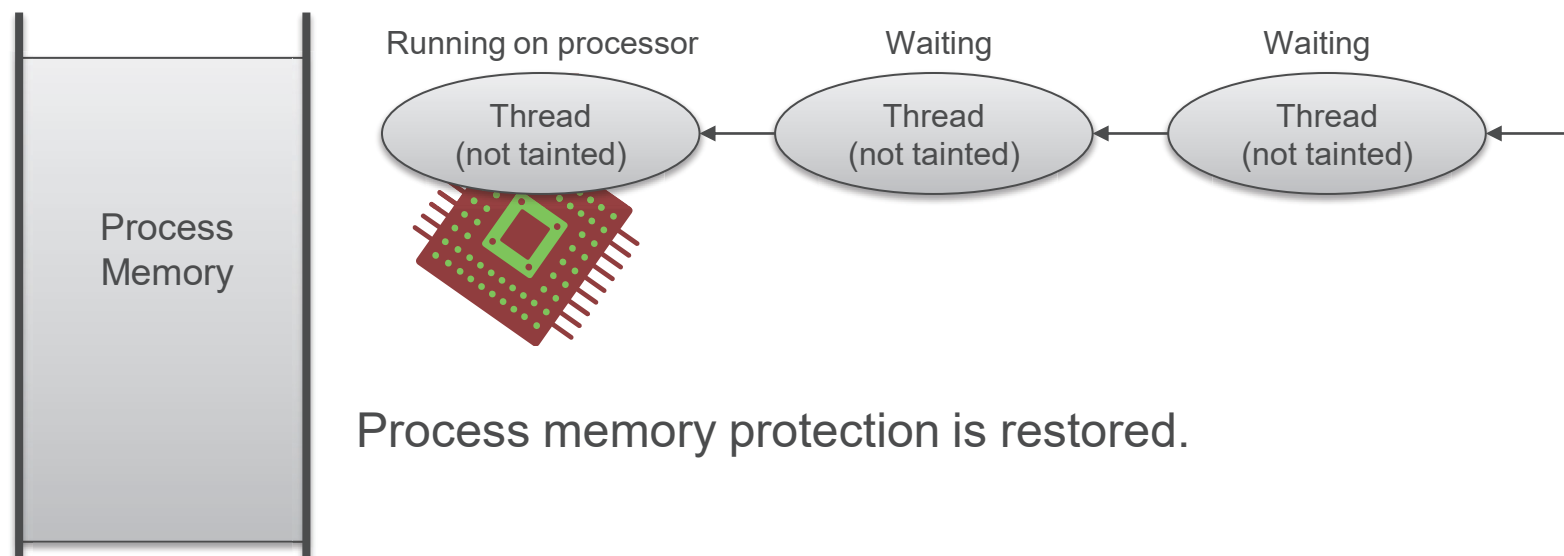 Running on processor
Waiting
Waiting
Thread
(not tainted)
Thread
(not tainted)
Thread
(not tainted)
Process
Memory
Process memory protection is restored.